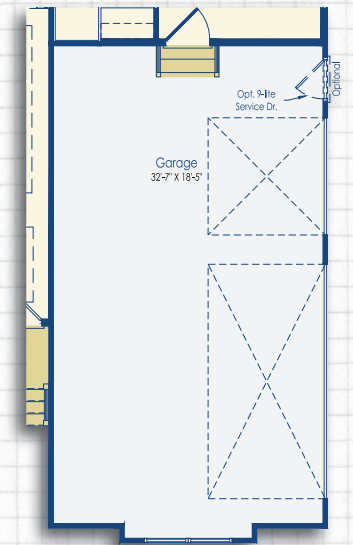 Opt. 9-lite
Service Dr.
Optional
Garage
32'-7" X 18'-5"